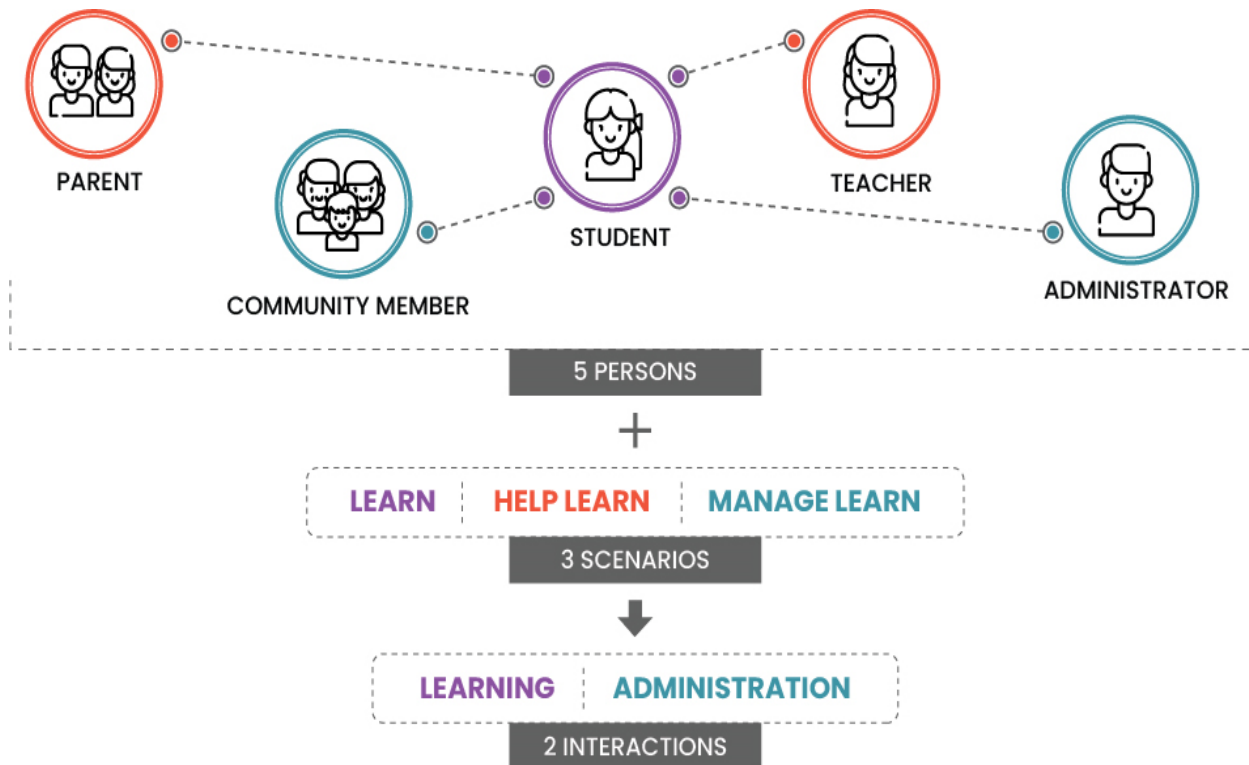 PARENT
TEACHER
STUDENT
COMMUNITY MEMBER
ADMINISTRATOR
5 PERSONS
+
LEARN
HELP LEARN
MANAGE LEARN
3 SCENARIOS
LEARNING
ADMINISTRATION
2 INTERACTIONS